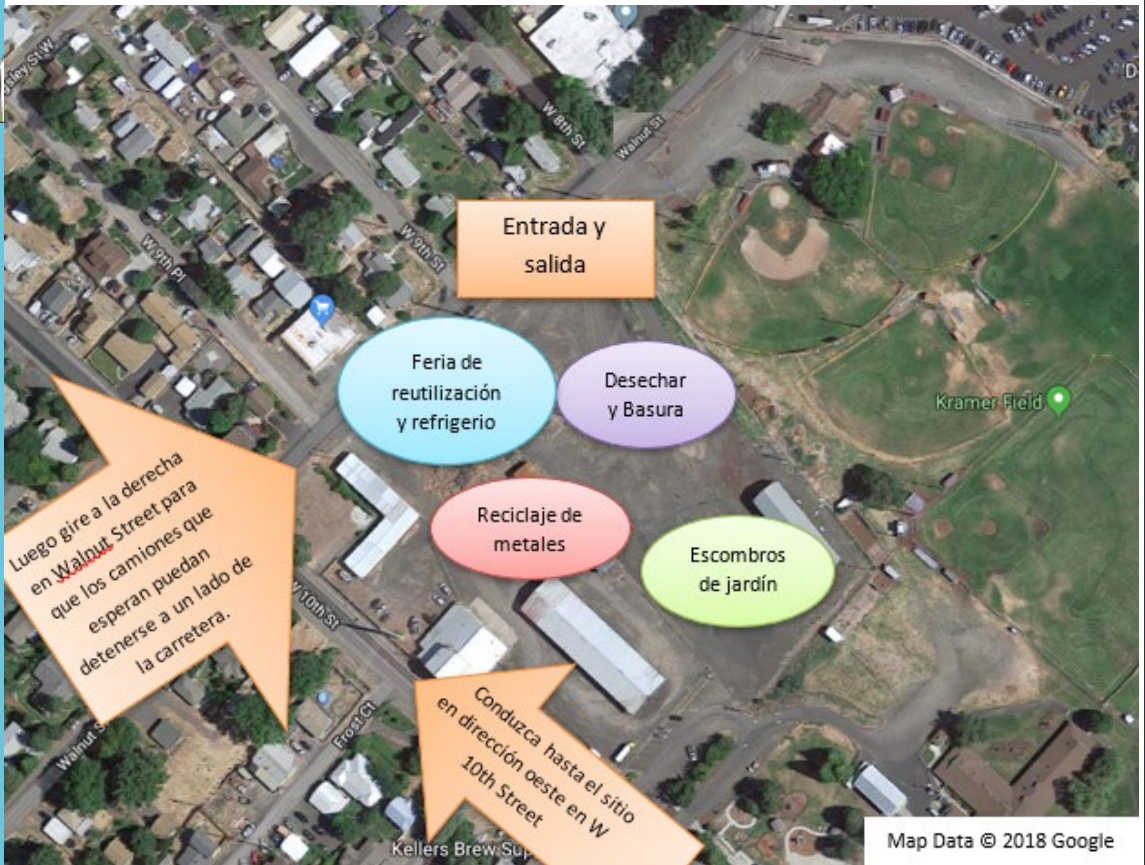 W 8th St
Walnut St
Entrada y
salida
W 9th St
W 9th Pl
Feria de
reutilización
y refrigerio
Desechar
y Basura
Kramer Field
Reciclaje de
metales
Escombros
de jardín
Luego gire a la derecha
en Walnut Street para
que los camiones que
esperan puedan
detenerse a un lado de
la carretera.
W 10th St
Conduzca hasta el sitio
en dirección oeste en W
10th Street
Frost Ct
Walnut
Kellers Brew
Map Data © 2018 Google